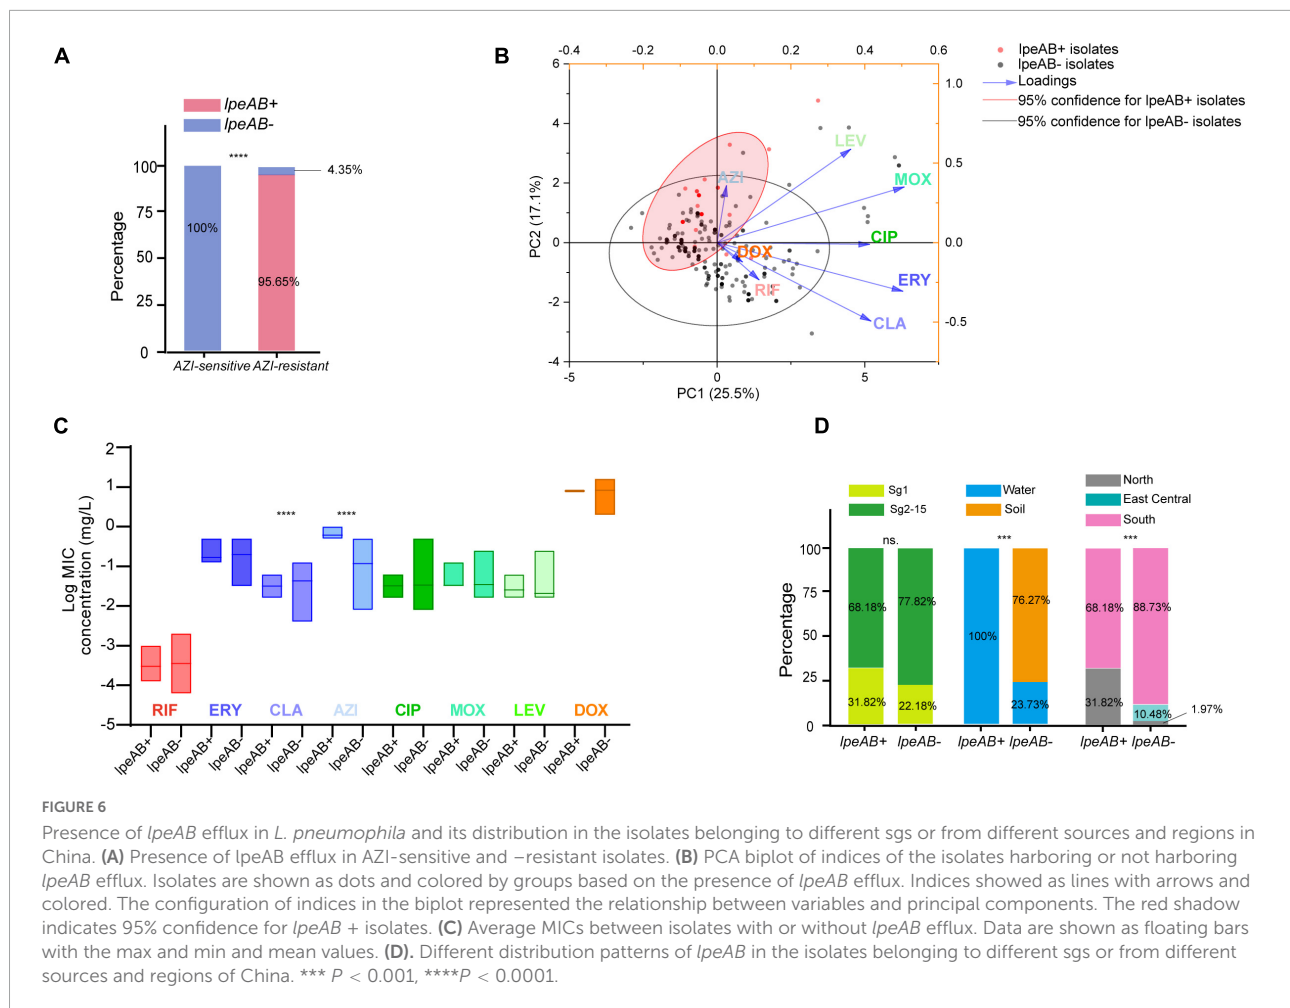 A
lpeAB+
lpeAB-
Percentage
100
75
50
25
0
****
4.35%
100%
95.65%
AZI-sensitive AZI-resistant
B
-0.4 0.0 0.2 0.4 0.6
6
4
2
0
-2
-4
1.0
0.5
0.0
-0.5
-5 0 5
PC2 (17.1%)
PC1 (25.5%)
LEV
AZI
MOX
CIP
DOX
ERY
RIF
CLA
lpeAB+ isolates
lpeAB- isolates
Loadings
95% confidence for lpeAB+ isolates
95% confidence for lpeAB- isolates
C
Log MIC
concentration (mg/L)
2
1
0
-1
-2
-3
-4
-5
**** ****
RIF ERY CLA AZI CIP MOX LEV DOX
lpeAB+ lpeAB- lpeAB+ lpeAB- lpeAB+ lpeAB- lpeAB+ lpeAB- lpeAB+ lpeAB- lpeAB+ lpeAB- lpeAB+ lpeAB- lpeAB+ lpeAB-
D
Sg1
Sg2-15
Water
Soil
North
East Central
South
Percentage
100
75
50
25
0
ns. *** ***
68.18% 77.82% 100% 76.27% 68.18% 88.73%
31.82% 22.18% 23.73% 31.82% 10.48% 1.97%
lpeAB+ lpeAB- lpeAB+ lpeAB- lpeAB+ lpeAB-
FIGURE 6
Presence of lpeAB efflux in L. pneumophila and its distribution in the isolates belonging to different sgs or from different sources and regions in
China. (A) Presence of lpeAB efflux in AZI-sensitive and –resistant isolates. (B) PCA biplot of indices of the isolates harboring or not harboring
lpeAB efflux. Isolates are shown as dots and colored by groups based on the presence of lpeAB efflux. Indices showed as lines with arrows and
colored. The configuration of indices in the biplot represented the relationship between variables and principal components. The red shadow
indicates 95% confidence for lpeAB + isolates. (C) Average MICs between isolates with or without lpeAB efflux. Data are shown as floating bars
with the max and min and mean values. (D). Different distribution patterns of lpeAB in the isolates belonging to different sgs or from different
sources and regions of China. *** P < 0.001, ****P < 0.0001.